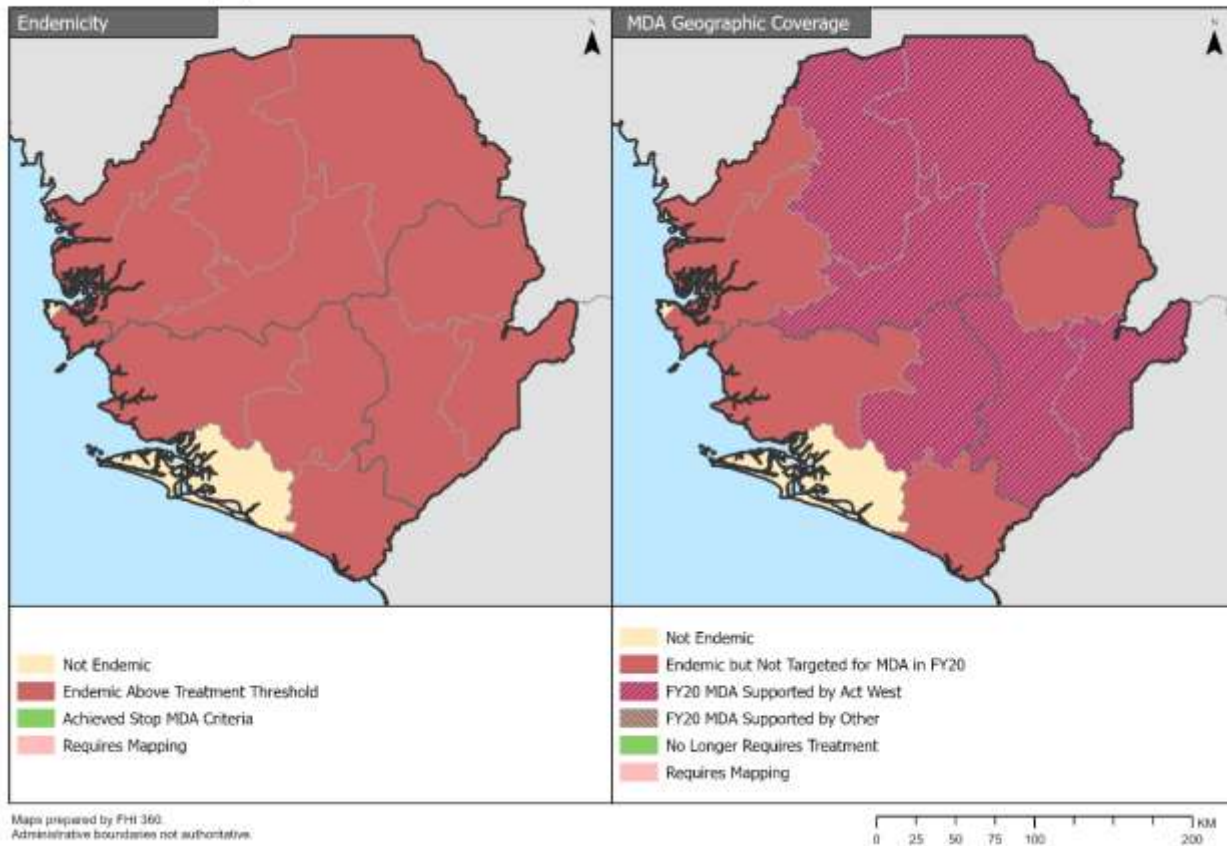 Endemicity
N
Not Endemic
Endemic Above Treatment Threshold
Achieved Stop MDA Criteria
Requires Mapping
MDA Geographic Coverage
N
Not Endemic
Endemic but Not Targeted for MDA in FY20
FY20 MDA Supported by Act West
FY20 MDA Supported by Other
No Longer Requires Treatment
Requires Mapping
Maps prepared by FHI 360.
Administrative boundaries not authoritative.
KM
0 25 50 75 100 200